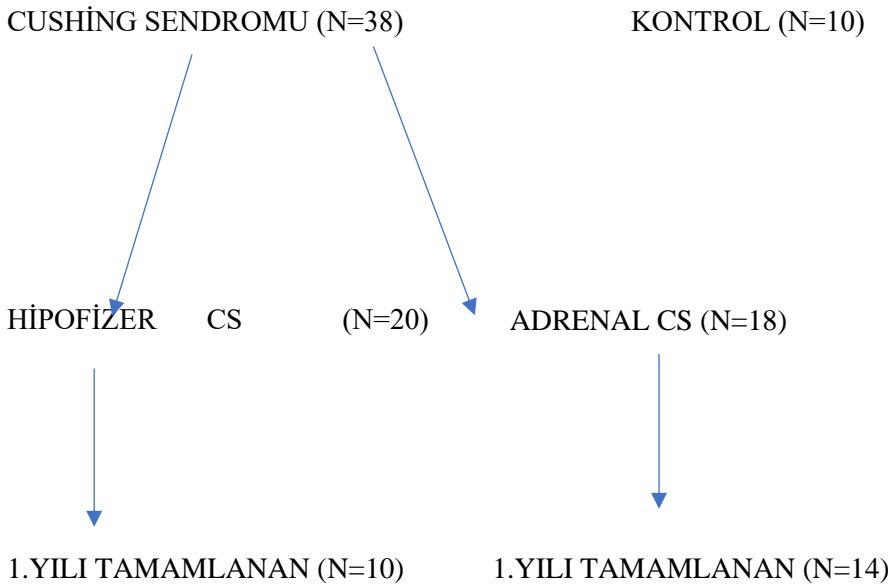 CUSHİNG SENDROMU (N=38) KONTROL (N=10)
HİPOFİZER CS (N=20) ADRENAL CS (N=18)
1.YILI TAMAMLANAN (N=10) 1.YILI TAMAMLANAN (N=14)